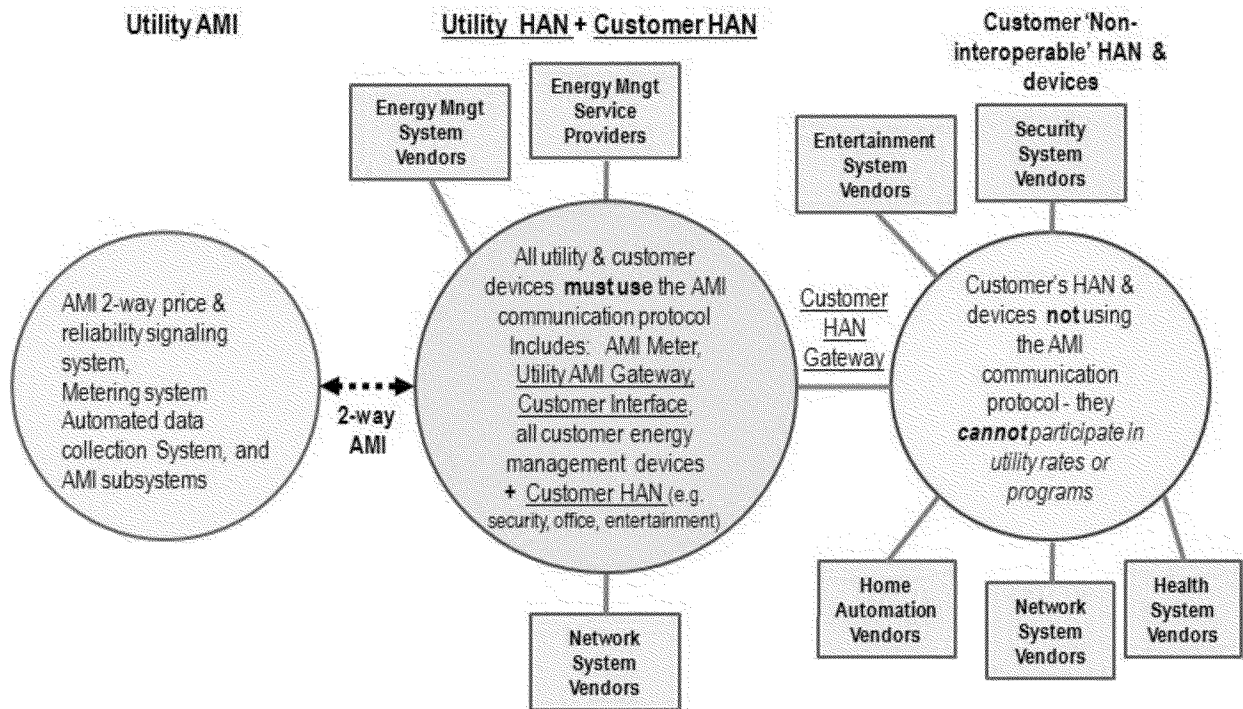 Utility AMI
Utility HAN + Customer HAN
Customer 'Non-
interoperable' HAN &
devices
Energy Mngt
System
Vendors
Energy Mngt
Service
Providers
Entertainment
System
Vendors
Security
System
Vendors
AMI 2-way price &
reliability signaling
system,
Metering system
Automated data
collection System, and
AMI subsystems
2-way
AMI
All utility & customer
devices must use the AMI
communication protocol
Includes: AMI Meter,
Utility AMI Gateway,
Customer Interface,
all customer energy
management devices
+ Customer HAN (e.g.
security, office, entertainment)
Customer
HAN
Gateway
Customer's HAN &
devices not using
the AMI
communication
protocol - they
cannot participate in
utility rates or
programs
Network
System
Vendors
Home
Automation
Vendors
Network
System
Vendors
Health
System
Vendors